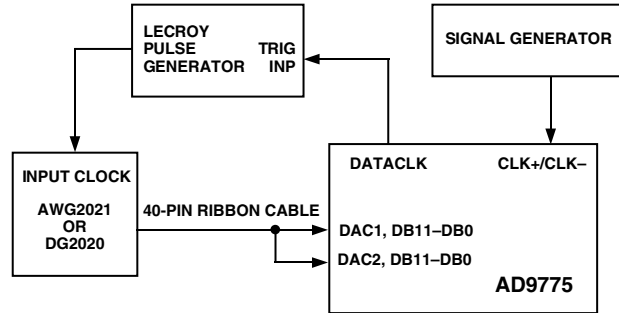 LECROY
PULSE
GENERATOR
TRIG
INP
SIGNAL GENERATOR
INPUT CLOCK
AWG2021
OR
DG2020
40-PIN RIBBON CABLE
DATACLK
CLK+/CLK–
DAC1, DB11–DB0
DAC2, DB11–DB0
AD9775